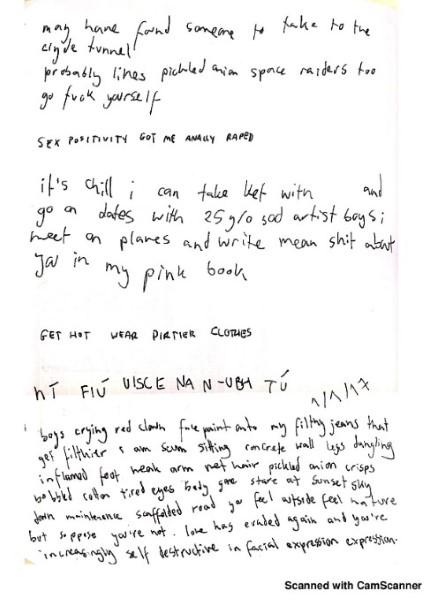 may have found someone to take to the
clyde tunnel
probably likes pickled onion space raiders too
go fuck yourself
SEX POSITIVITY GOT ME ANALLY RAPED
it's chill i can take ket with and
go on dates with 25 y/o sad artist boys i
meet on planes and write mean shit about
you in my pink book
GET HOT WEAR DIRTIER CLOTHES
NÍ FIÚ UISCE NA N-UBH TÚ
1/1/17
boys crying red clown face paint onto my filthy jeans that
get filthier i am scum sitting concrete wall legs dangling
inflamed foot weak arm wet hair pickled onion crisps
bobbled cotton tired eyes body gone stare at sunset sky
down maintenance scaffolded road you feel outside feel nature
but suppose you're not. love has eroded again and you're
increasingly self destructive in facial expression expression.
Scanned with CamScanner